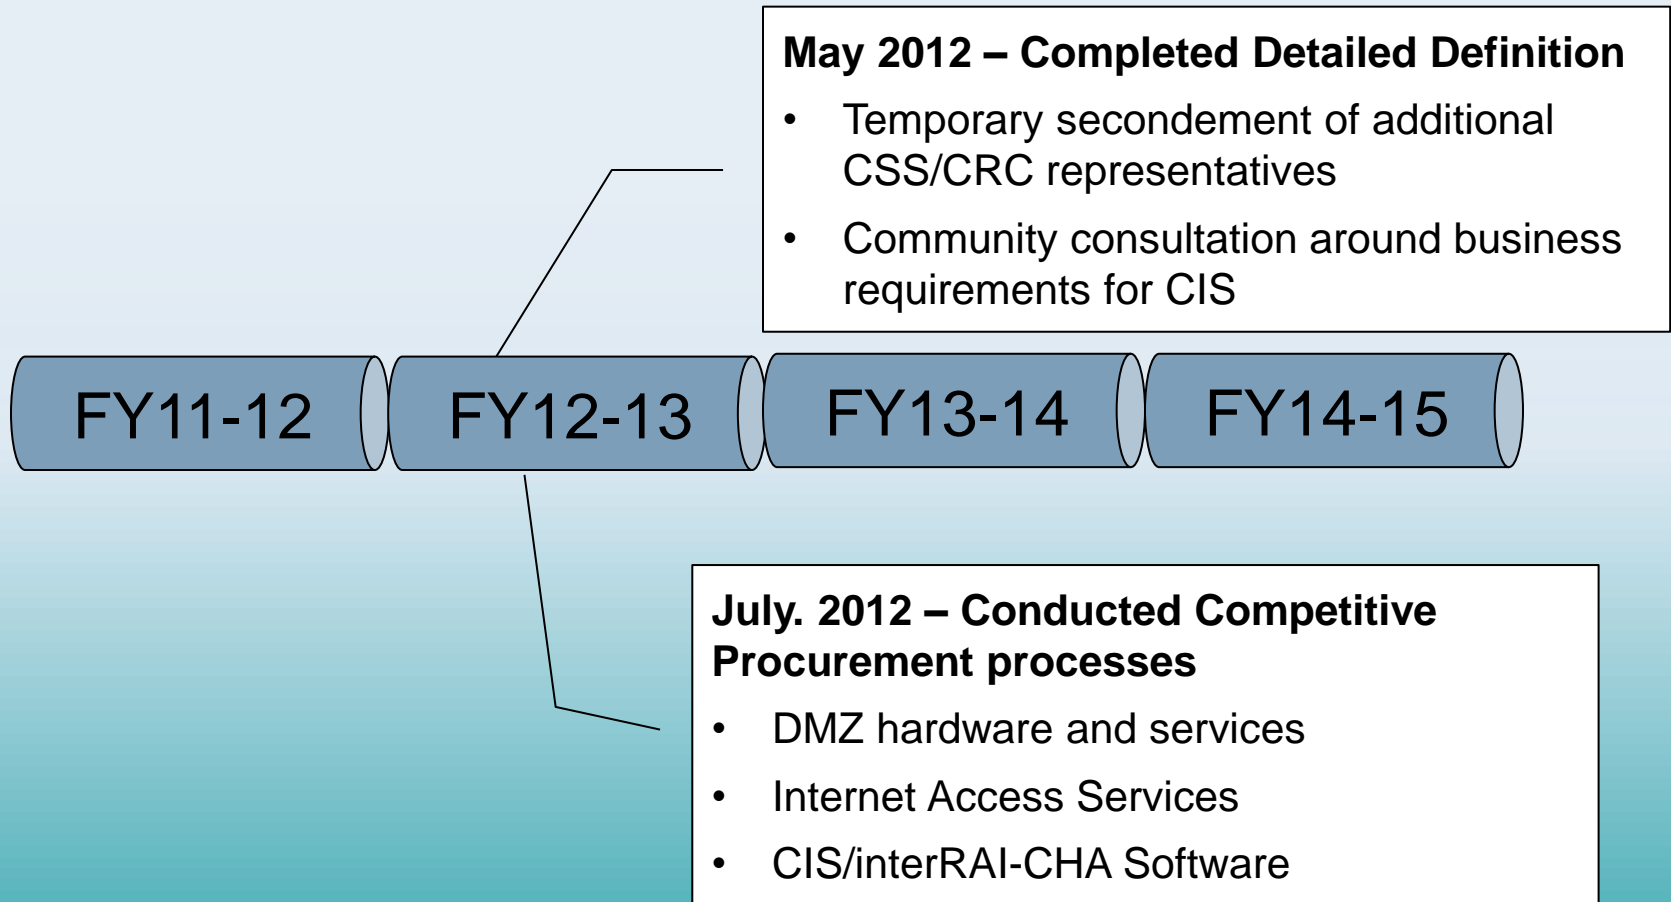 May 2012 – Completed Detailed Definition
• Temporary secondement of additional
CSS/CRC representatives
• Community consultation around business
requirements for CIS
FY11-12 FY12-13 FY13-14 FY14-15
July. 2012 – Conducted Competitive
Procurement processes
• DMZ hardware and services
• Internet Access Services
• CIS/interRAI-CHA Software